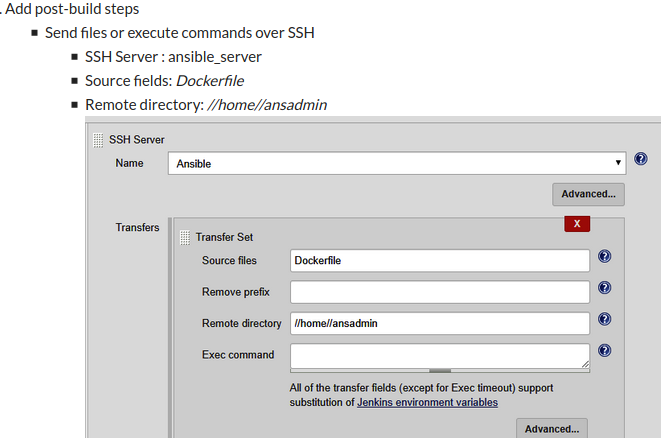 . Add post-build steps
Send files or execute commands over SSH
SSH Server : ansible_server
Source fields: Dockerfile
Remote directory: //home//ansadmin
SSH Server
Name
Ansible
Advanced...
Transfers
X
Transfer Set
Source files
Dockerfile
Remove prefix
Remote directory
//home//ansadmin
Exec command
All of the transfer fields (except for Exec timeout) support
substitution of Jenkins environment variables
Advanced...